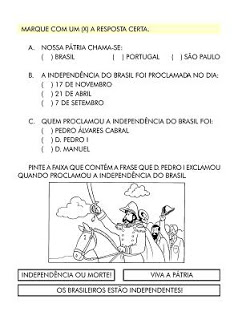 MARQUE COM UM (X) A RESPOSTA CERTA.
A. NOSSA PÁTRIA CHAMA-SE:
( ) BRASIL ( ) PORTUGAL ( ) SÃO PAULO
B. A INDEPENDÊNCIA DO BRASIL FOI PROCLAMADA NO DIA:
( ) 17 DE NOVEMBRO
( ) 21 DE ABRIL
( ) 7 DE SETEMBRO
C. QUEM PROCLAMOU A INDEPENDÊNCIA DO BRASIL FOI:
( ) PEDRO ÁLVARES CABRAL
( ) D. PEDRO I
( ) D. MANUEL
PINTE A FAIXA QUE CONTÉM A FRASE QUE D. PEDRO I EXCLAMOU
QUANDO PROCLAMOU A INDEPENDÊNCIA DO BRASIL.
INDEPENDÊNCIA OU MORTE! VIVA A PÁTRIA
OS BRASILEIROS ESTÃO INDEPENDENTES!